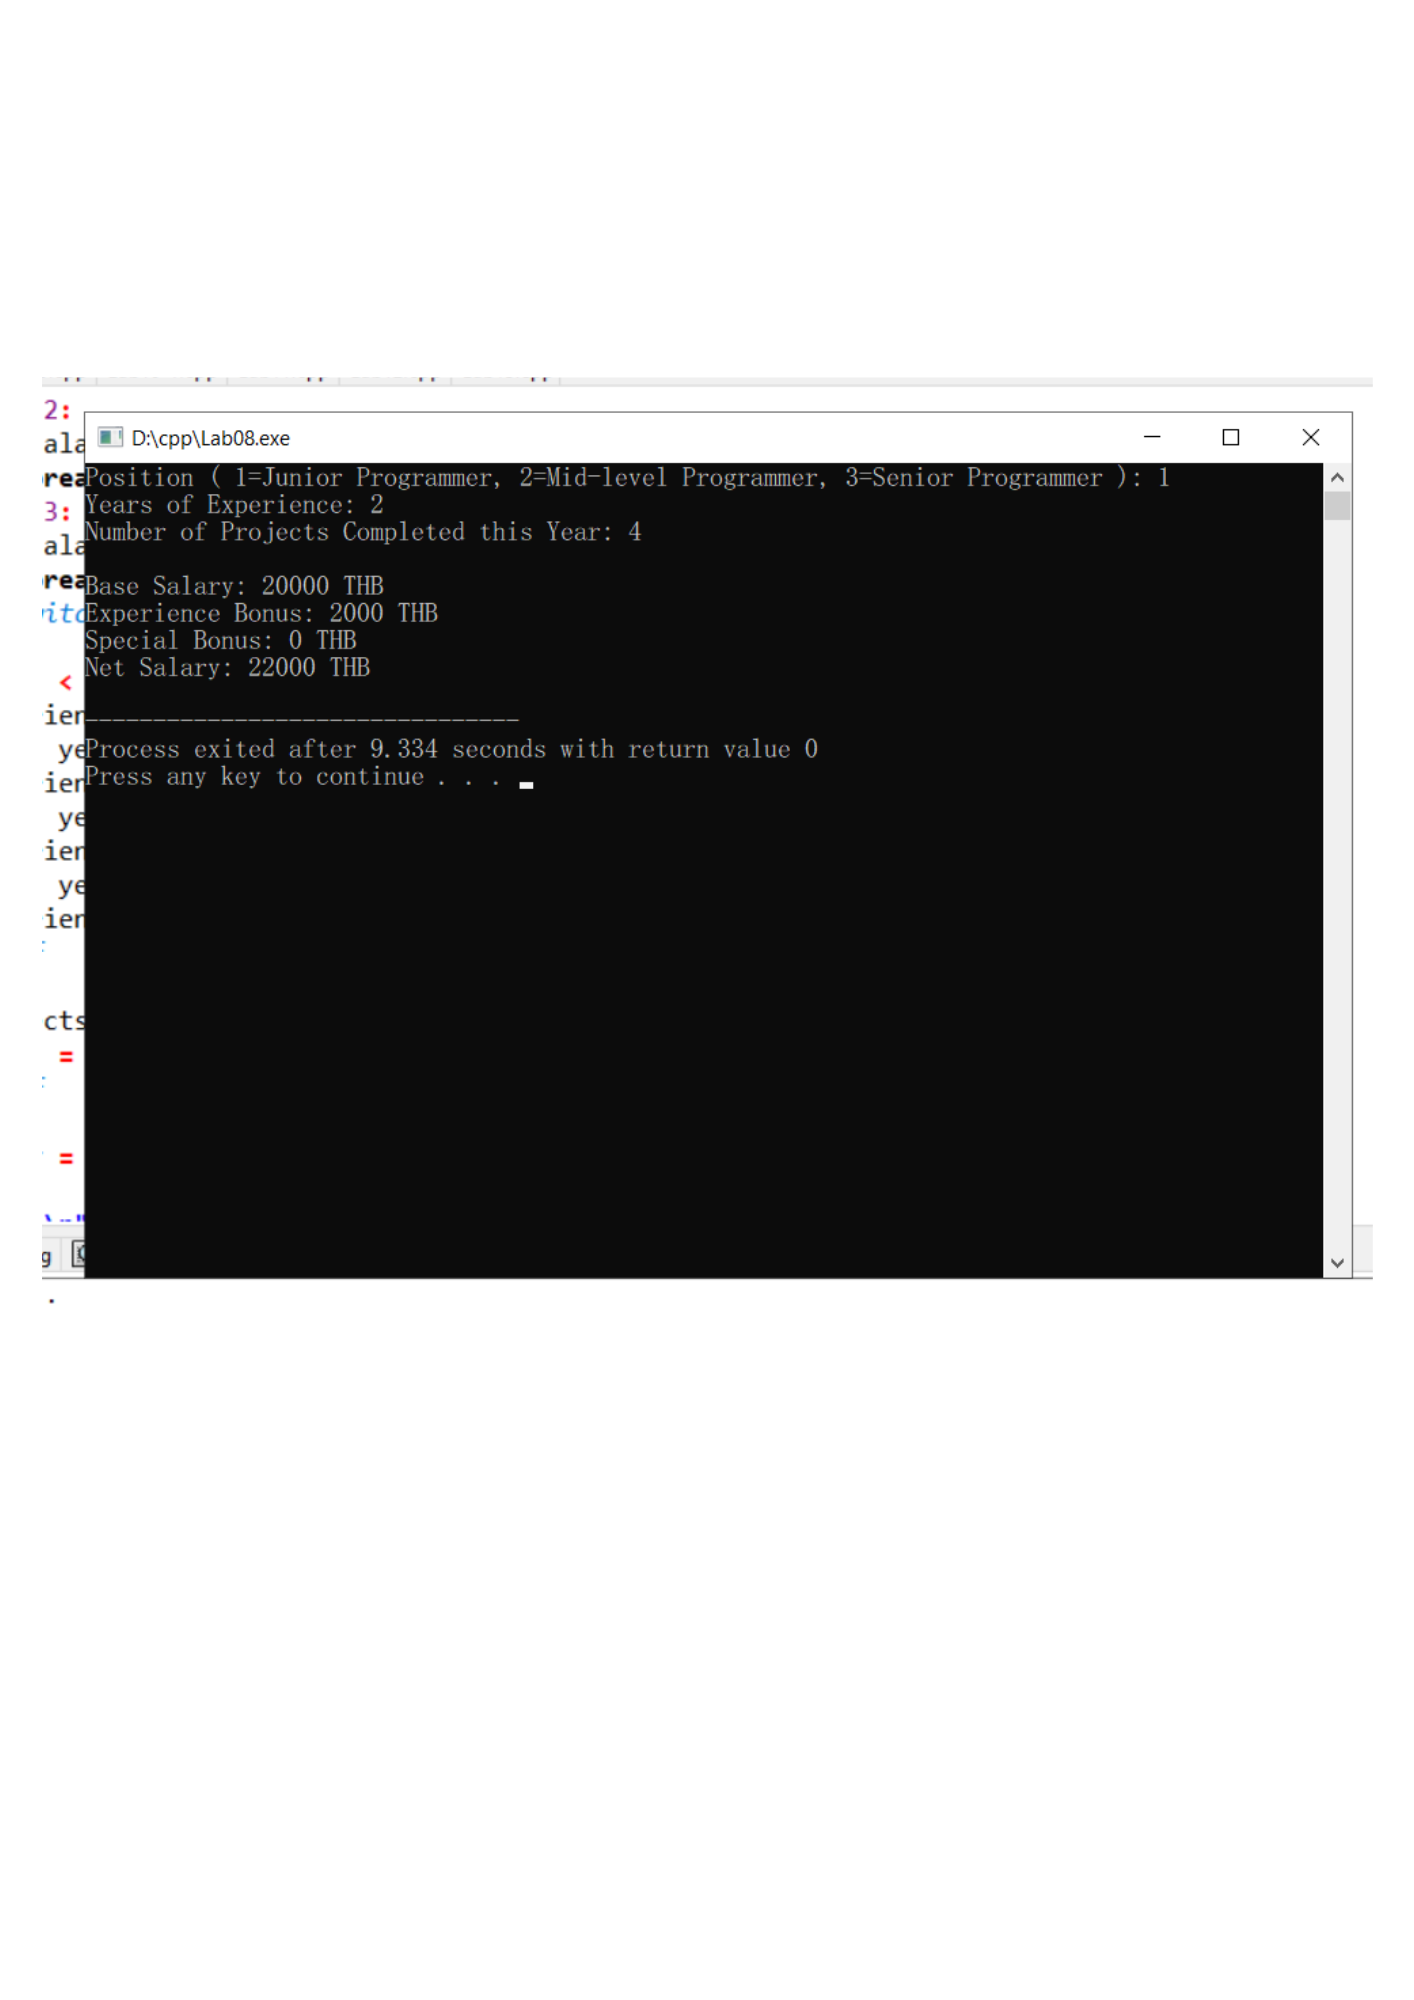 2:
D:\cpp\Lab08.exe
Position ( 1=Junior Programmer, 2=Mid-level Programmer, 3=Senior Programmer ): 1
Years of Experience: 2
3:
Number of Projects Completed this Year: 4
Base Salary: 20000 THB
Experience Bonus: 2000 THB
Special Bonus: 0 THB
Net Salary: 22000 THB
<
--------------------------------
Process exited after 9.334 seconds with return value 0
Press any key to continue . . .
=
=